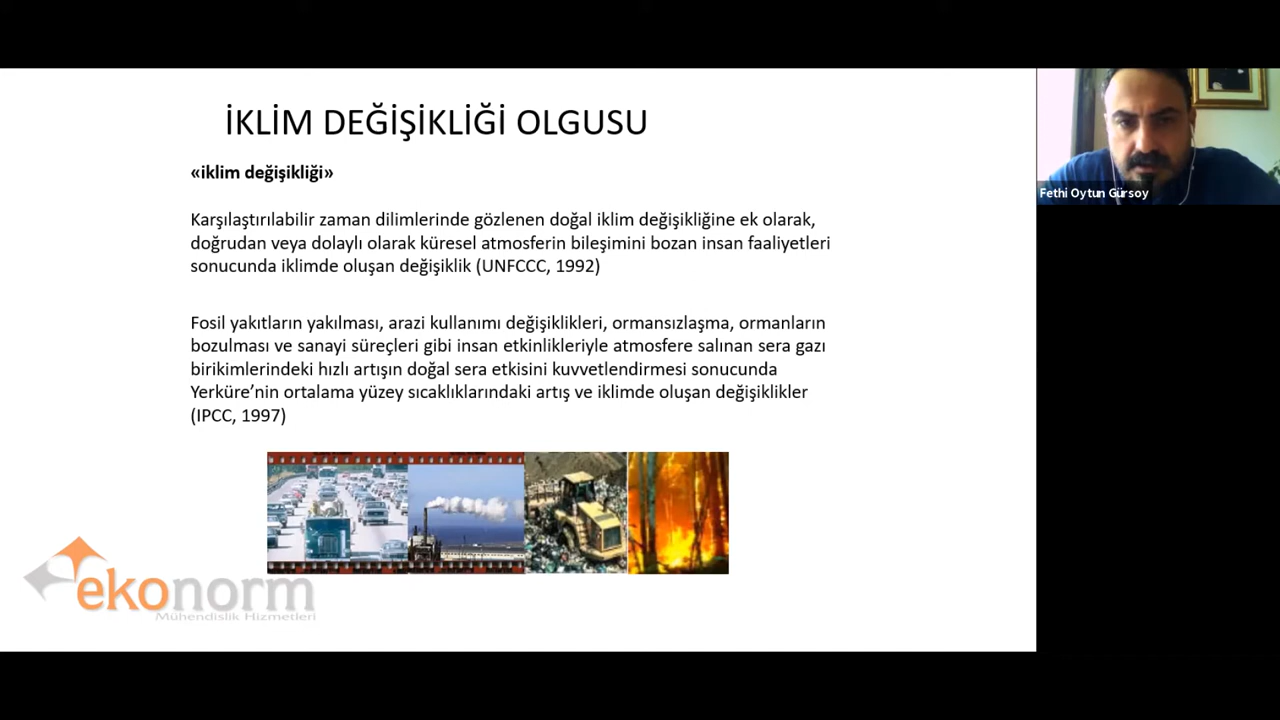 İKLİM DEĞİŞİKLİĞİ OLGUSU
«iklim değişikliği»
Karşılaştırılabilir zaman dilimlerinde gözlenen doğal iklim değişikliğine ek olarak,
doğrudan veya dolaylı olarak küresel atmosferin bileşimini bozan insan faaliyetleri
sonucunda iklimde oluşan değişiklik (UNFCCC, 1992)
Fosil yakıtların yakılması, arazi kullanımı değişiklikleri, ormansızlaşma, ormanların
bozulması ve sanayi süreçleri gibi insan etkinlikleriyle atmosfere salınan sera gazı
birikimlerindeki hızlı artışın doğal sera etkisini kuvvetlendirmesi sonucunda
Yerküre’nin ortalama yüzey sıcaklıklarındaki artış ve iklimde oluşan değişiklikler
(IPCC, 1997)
ekonorm
Mühendislik Hizmetleri
Fethi Oytun Gürsoy